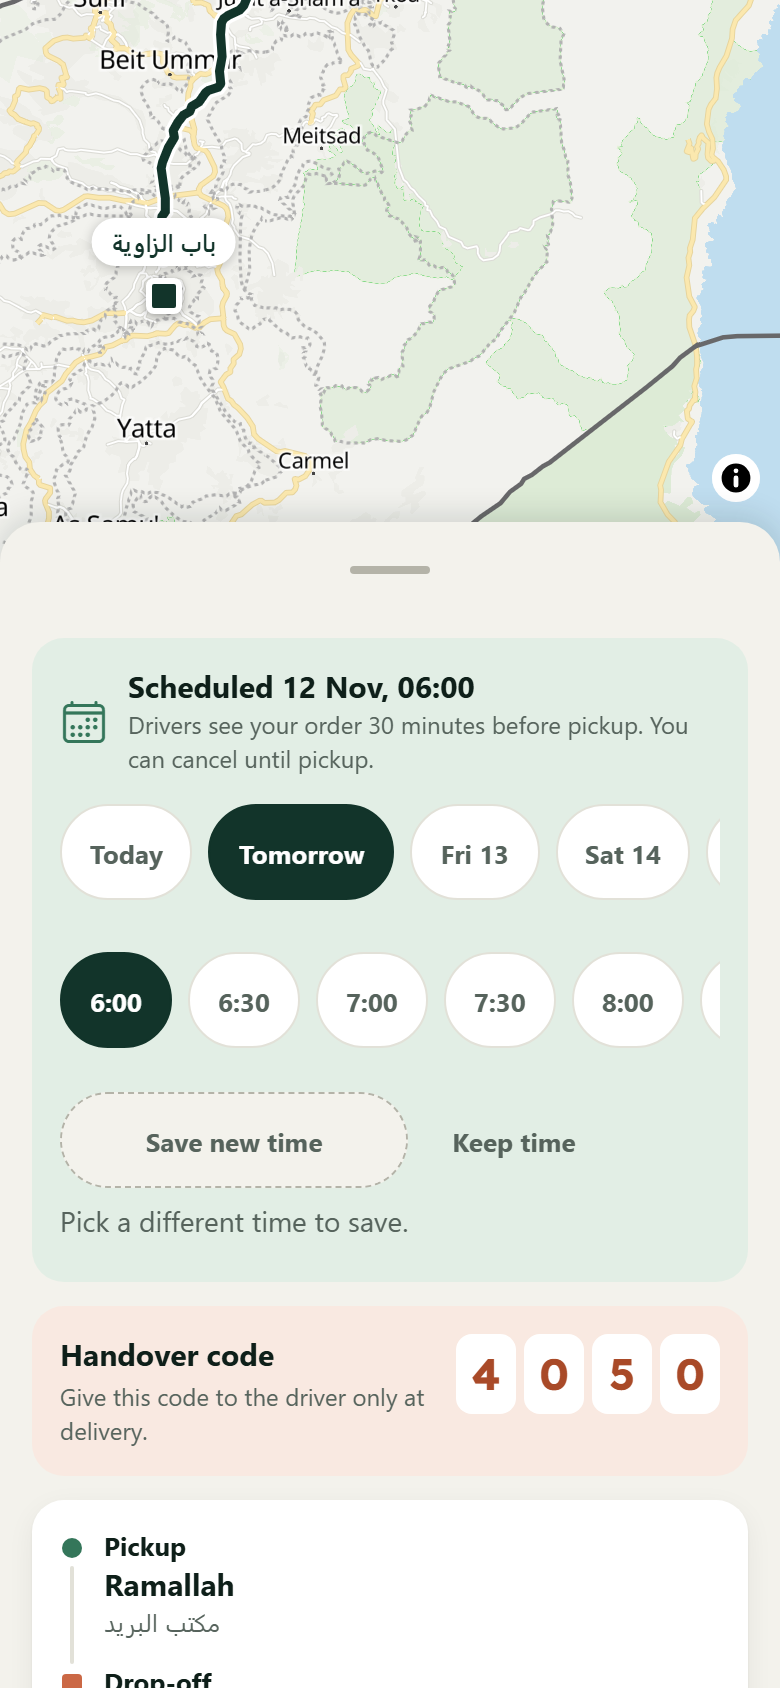 Beit Ummar
Meitsad
باب الزاوية
Yatta
Carmel
Scheduled 12 Nov, 06:00
Drivers see your order 30 minutes before pickup. You
can cancel until pickup.
Today Tomorrow Fri 13 Sat 14
6:00 6:30 7:00 7:30 8:00
Save new time Keep time
Pick a different time to save.
Handover code 4 0 5 0
Give this code to the driver only at
delivery.
Pickup
Ramallah
مكتب البريد
Drop-off